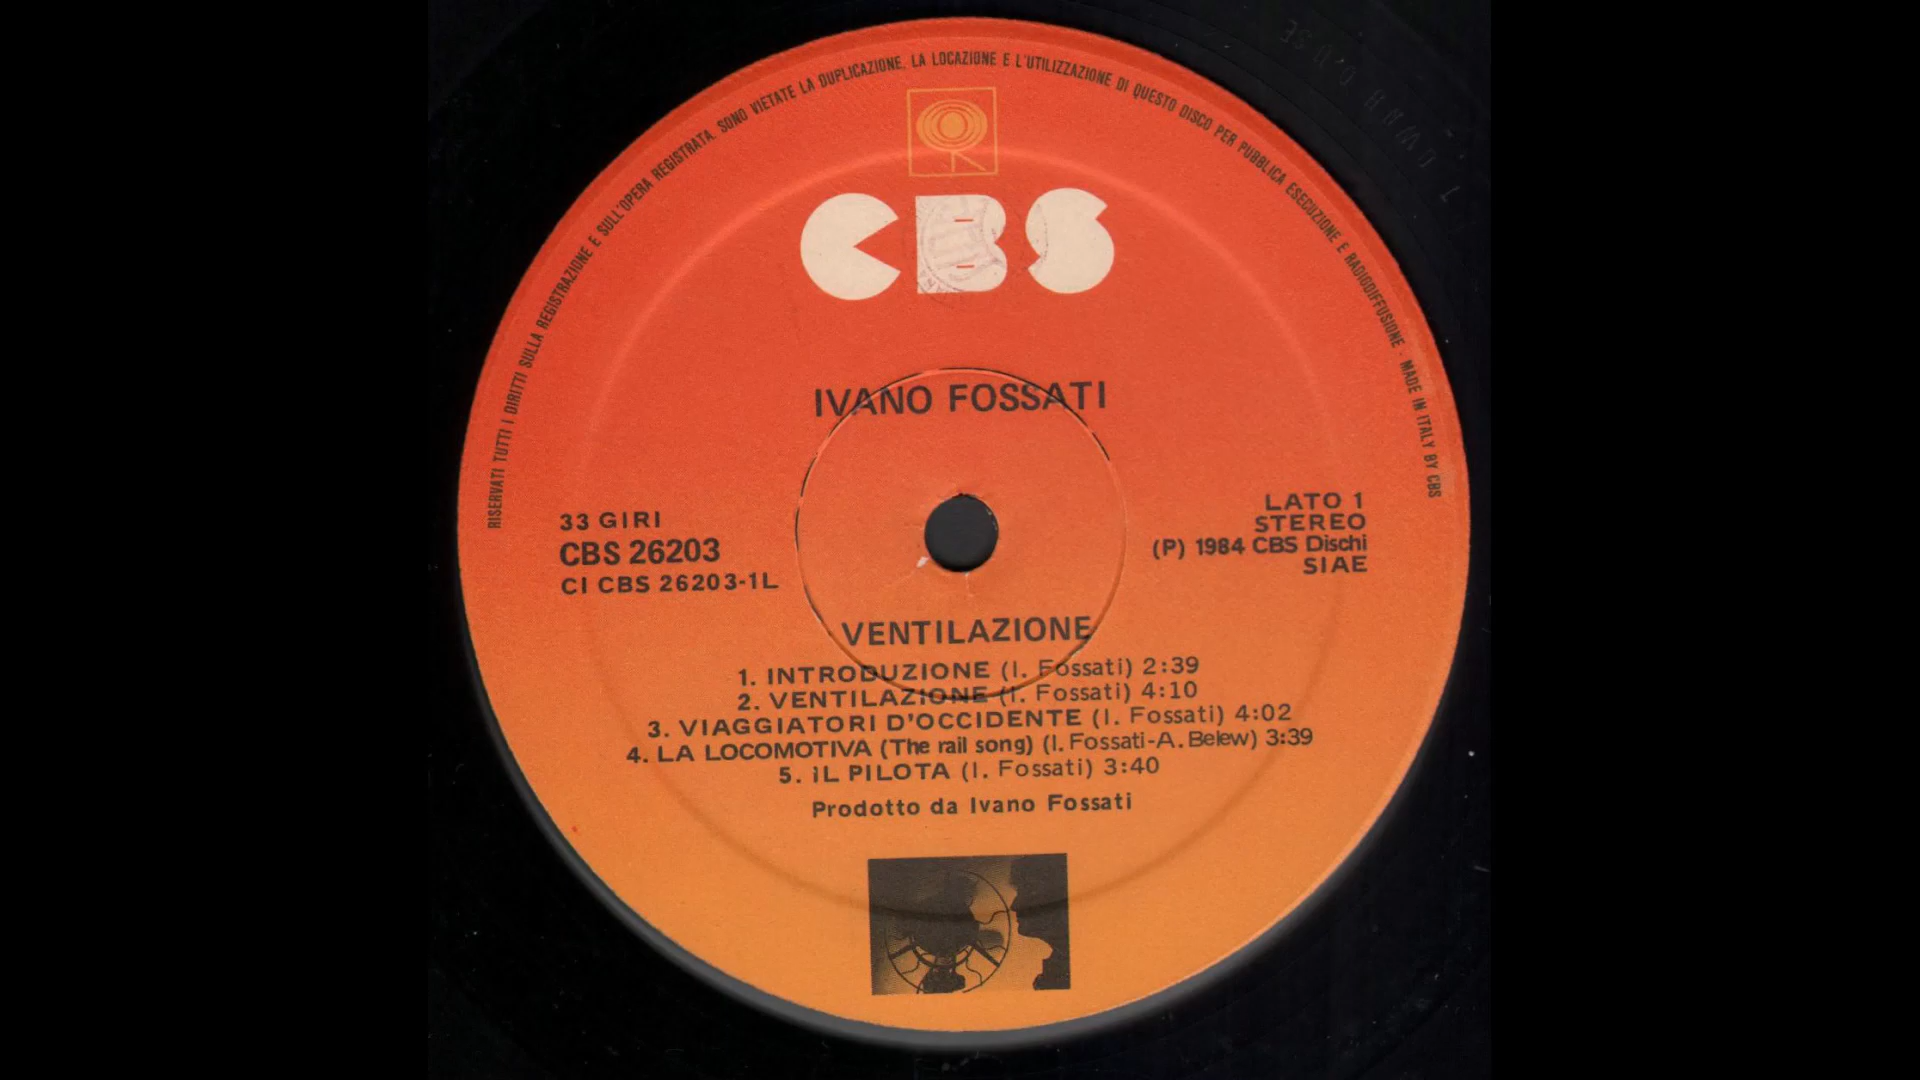 RISERVATI TUTTI I DIRITTI SULLA REGISTRAZIONE E SULL'OPERA REGISTRATA. SONO VIETATE LA DUPLICAZIONE, LA LOCAZIONE E L'UTILIZZAZIONE DI QUESTO DISCO PER PUBBLICA ESECUZIONE E RADIODIFFUSIONE - MADE IN ITALY BY CBS
CBS
IVANO FOSSATI
33 GIRI
CBS 26203
CI CBS 26203-1L
LATO 1
STEREO
(P) 1984 CBS Dischi
SIAE
VENTILAZIONE
1. INTRODUZIONE (I. Fossati) 2:39
2. VENTILAZIONE (I. Fossati) 4:10
3. VIAGGIATORI D'OCCIDENTE (I. Fossati) 4:02
4. LA LOCOMOTIVA (The rail song) (I. Fossati-A. Belew) 3:39
5. IL PILOTA (I. Fossati) 3:40
Prodotto da Ivano Fossati